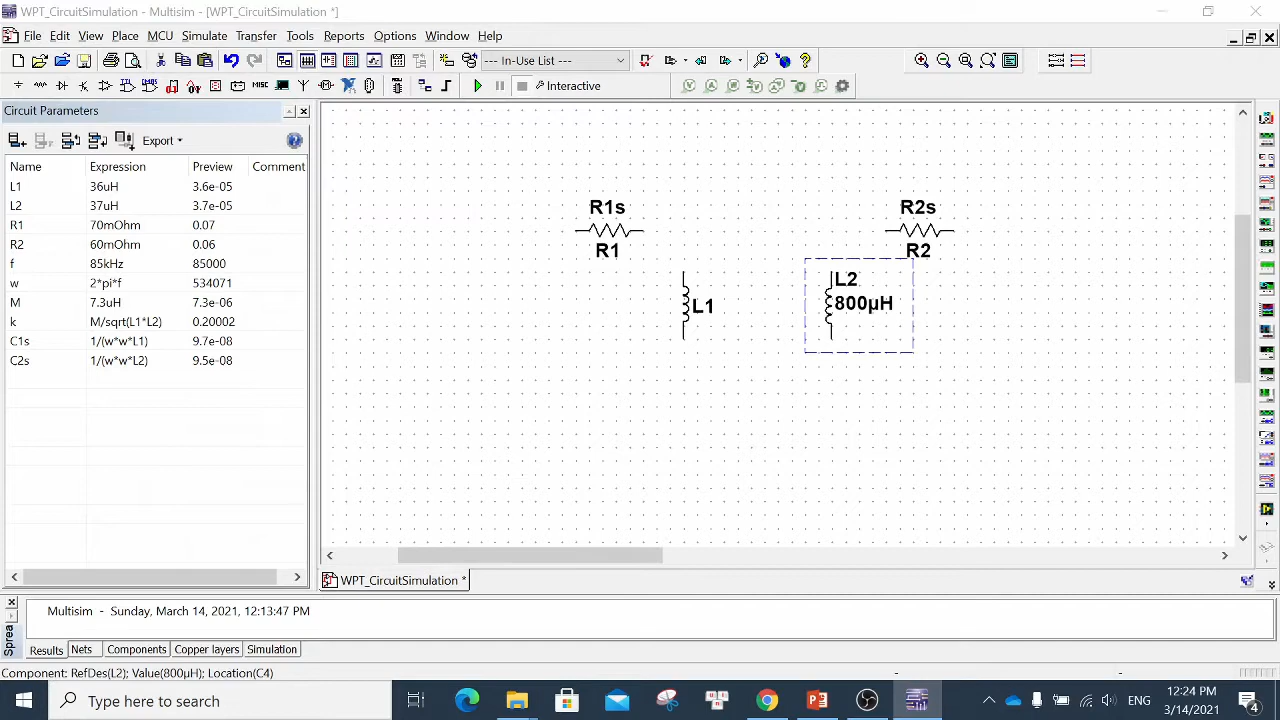 WPT_CircuitSimulation - Multisim - [WPT_CircuitSimulation *]
File Edit View Place MCU Simulate Transfer Tools Reports Options Window Help
--- In-Use List ---
Interactive
Circuit Parameters
Export
Name Expression Preview Comment
L1 36uH 3.6e-05
L2 37uH 3.7e-05
R1 70mOhm 0.07
R2 60mOhm 0.06
f 85kHz 85000
w 2*pi*f 534071
M 7.3uH 7.3e-06
k M/sqrt(L1*L2) 0.20002
C1s 1/(w*w*L1) 9.7e-08
C2s 1/(w*w*L2) 9.5e-08
R1s
R1
R2s
R2
L1
L2
800µH
WPT_CircuitSimulation *
Multisim - Sunday, March 14, 2021, 12:13:47 PM
Sprea
Results Nets Components Copper layers Simulation
Component: RefDes(L2); Value(800µH); Location(C4) - -
Type here to search
ENG
12:24 PM
3/14/2021
4